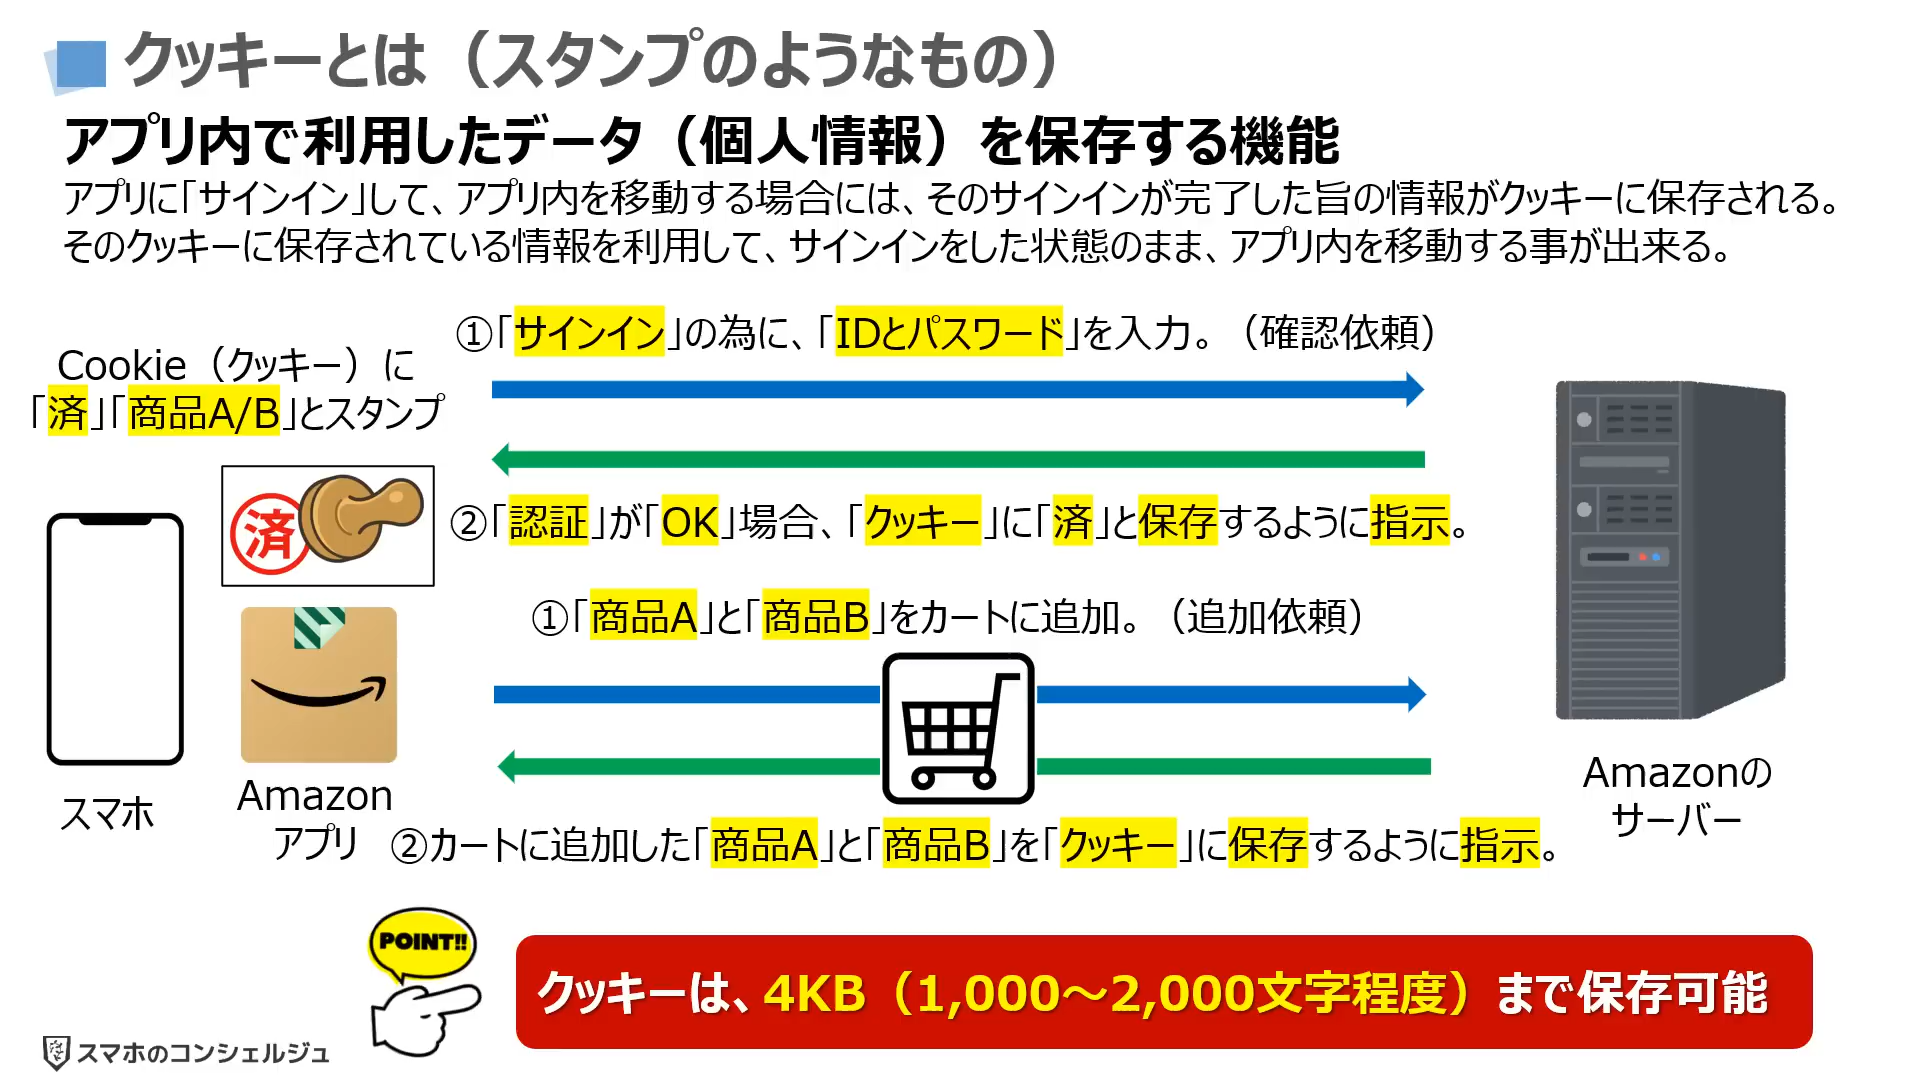 クッキーとは（スタンプのようなもの）
アプリ内で利用したデータ（個人情報）を保存する機能
アプリに「サインイン」して、アプリ内を移動する場合には、そのサインインが完了した旨の情報がクッキーに保存される。
そのクッキーに保存されている情報を利用して、サインインをした状態のまま、アプリ内を移動する事が出来る。
①「サインイン」の為に、「IDとパスワード」を入力。（確認依頼）
Cookie（クッキー）に
「済」「商品A/B」とスタンプ
済
②「認証」が「OK」場合、「クッキー」に「済」と保存するように指示。
①「商品A」と「商品B」をカートに追加。（追加依頼）
スマホ
Amazon
アプリ
Amazonの
サーバー
②カートに追加した「商品A」と「商品B」を「クッキー」に保存するように指示。
POINT!!
クッキーは、4KB（1,000～2,000文字程度）まで保存可能
スマホのコンシェルジュ